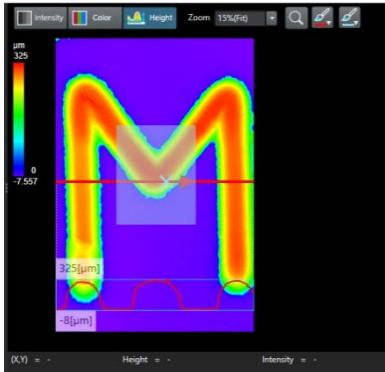 Intensity Color Height Zoom 15%(Fit)
µm
325
0
-7.557
325[µm]
-8[µm]
(X,Y) = - Height = - Intensity = -